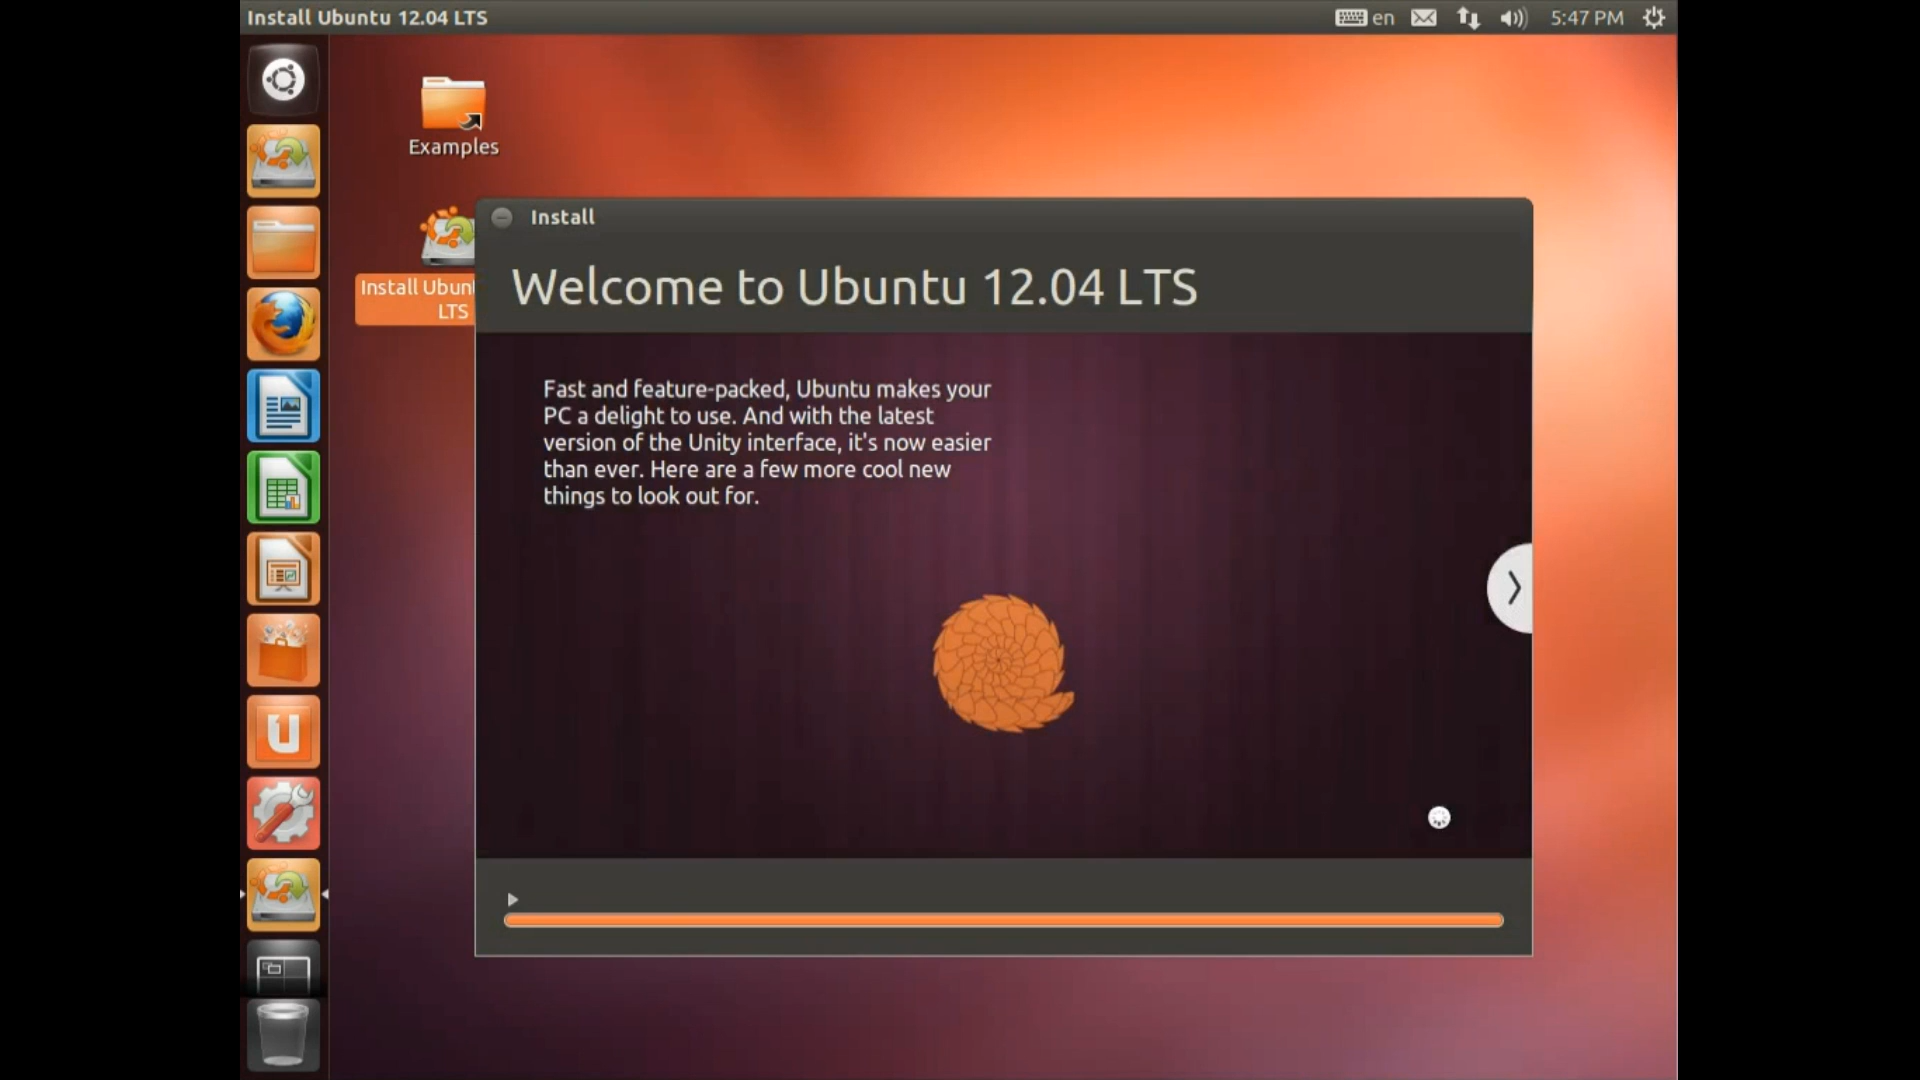 Install Ubuntu 12.04 LTS
en
5:47 PM
Examples
Install Ubun
LTS
Install
Welcome to Ubuntu 12.04 LTS
Fast and feature-packed, Ubuntu makes your
PC a delight to use. And with the latest
version of the Unity interface, it's now easier
than ever. Here are a few more cool new
things to look out for.
U